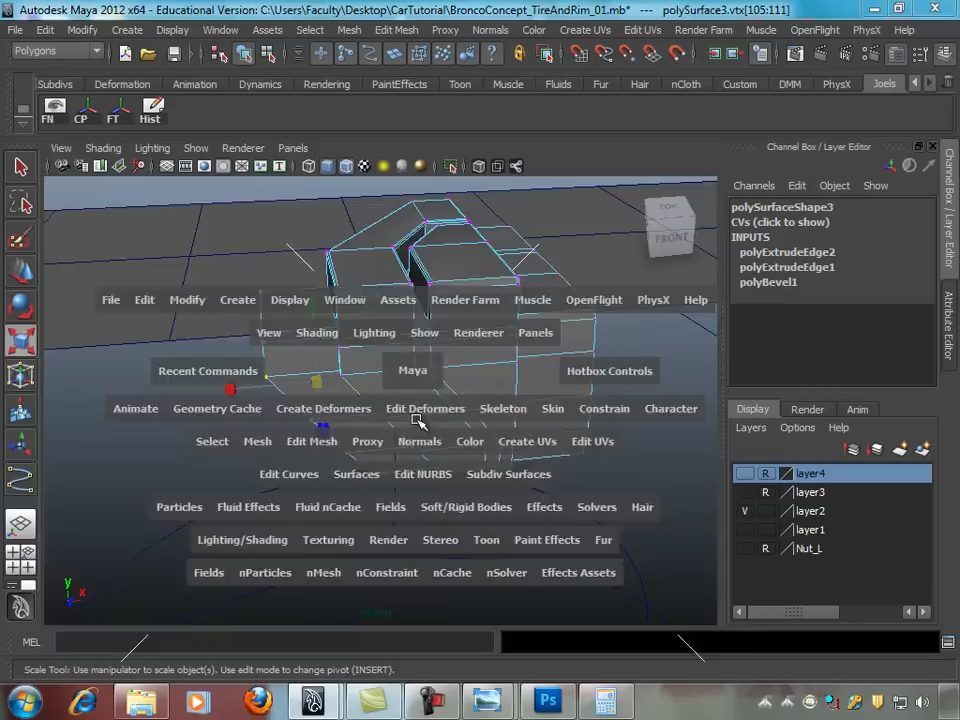 Autodesk Maya 2012 x64 - Educational Version: C:\Users\Faculty\Desktop\CarTutorial\BroncoConcept_TireAndRim_01.mb* --- polySurface3.vtx[105:111]
File Edit Modify Create Display Window Assets Select Mesh Edit Mesh Proxy Normals Color Create UVs Edit UVs Render Farm Muscle OpenFlight PhysX Help
Polygons
Subdivs Deformation Animation Dynamics Rendering PaintEffects Toon Muscle Fluids Fur Hair nCloth Custom DMM PhysX Joels
FN CP FT Hist
View Shading Lighting Show Renderer Panels
Channel Box / Layer Editor
Channels Edit Object Show
polySurfaceShape3
CVs (click to show)
INPUTS
polyExtrudeEdge2
polyExtrudeEdge1
polyBevel1
Channel Box / Layer Editor
Attribute Editor
TOP
FRONT
File Edit Modify Create Display Window Assets Render Farm Muscle OpenFlight PhysX Help
View Shading Lighting Show Renderer Panels
Recent Commands Maya Hotbox Controls
Animate Geometry Cache Create Deformers Edit Deformers Skeleton Skin Constrain Character
Select Mesh Edit Mesh Proxy Normals Color Create UVs Edit UVs
Edit Curves Surfaces Edit NURBS Subdiv Surfaces
Particles Fluid Effects Fluid nCache Fields Soft/Rigid Bodies Effects Solvers Hair
Lighting/Shading Texturing Render Stereo Toon Paint Effects Fur
Fields nParticles nMesh nConstraint nCache nSolver Effects Assets
Display Render Anim
Layers Options Help
R layer4
R layer3
V layer2
layer1
R Nut_L
y x
MEL
Scale Tool: Use manipulator to scale object(s). Use edit mode to change pivot (INSERT).
Ps